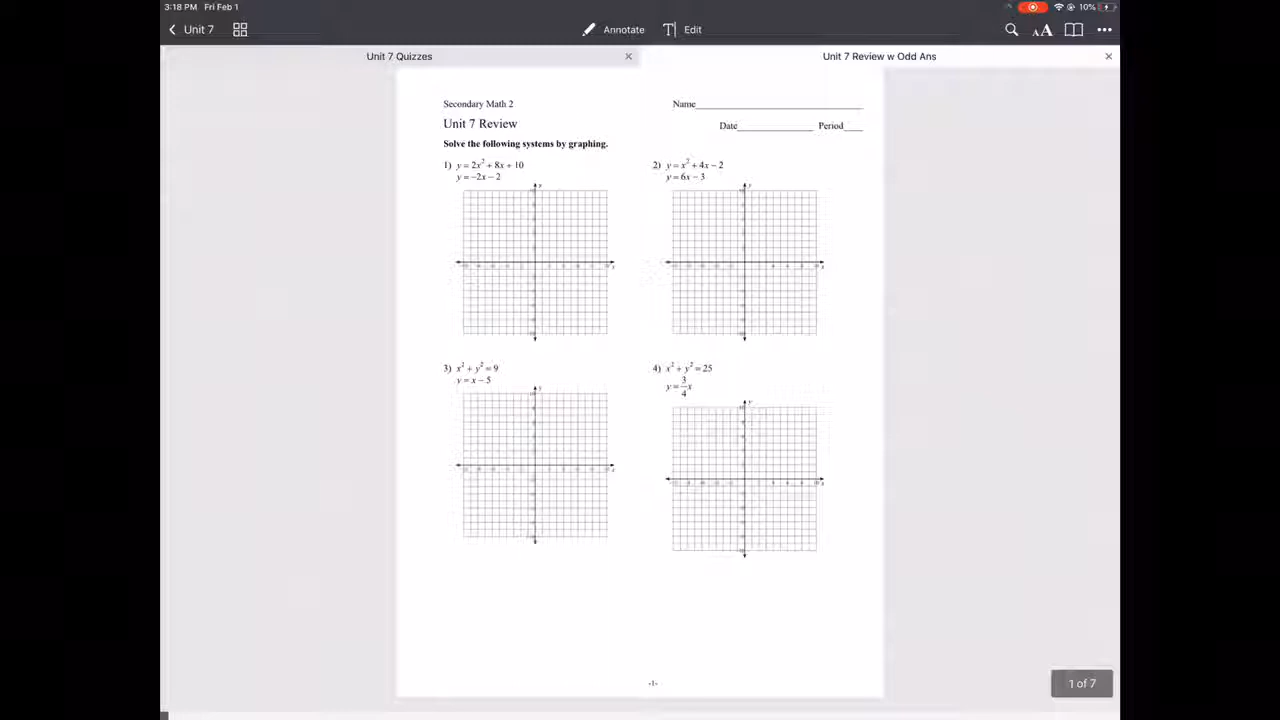 3:18 PM Fri Feb 1
10%
Unit 7
Annotate
Edit
AA
Unit 7 Quizzes
Unit 7 Review w Odd Ans
Secondary Math 2
Name
Unit 7 Review
Date Period
Solve the following systems by graphing.
1) y = 2x² + 8x + 10
y = −2x − 2
2) y = x² + 4x − 2
y = 6x − 3
3) x² + y² = 9
y = x − 5
4) x² + y² = 25
y = 3/4 x
-1-
1 of 7